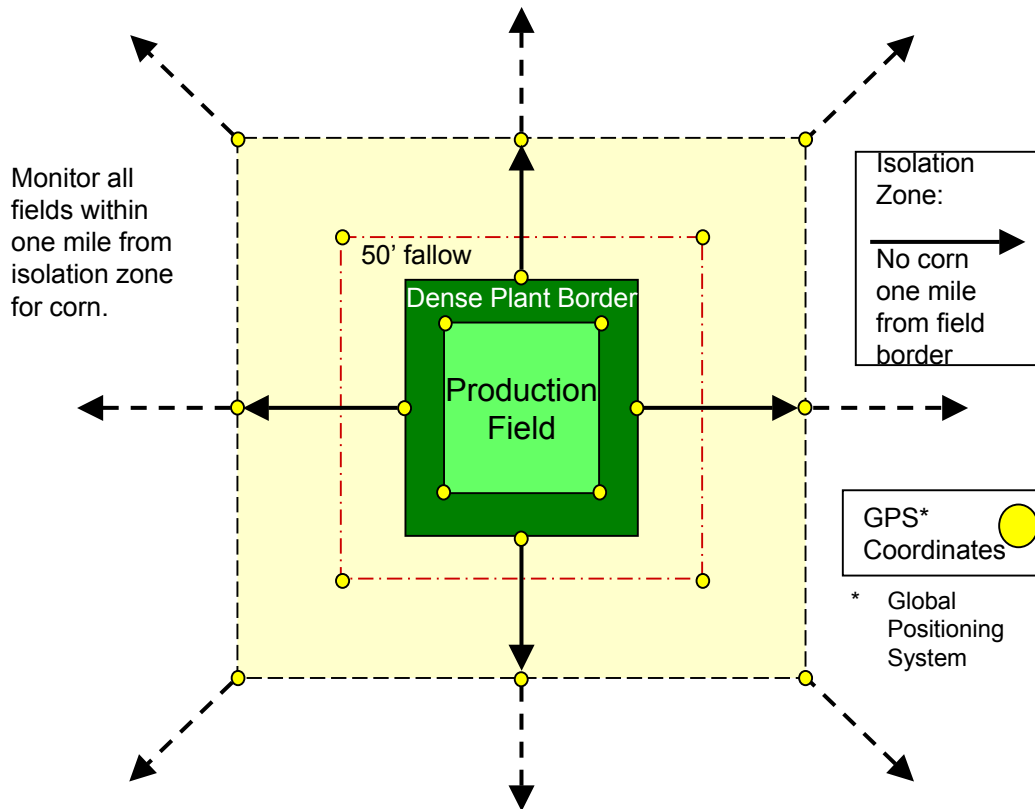 Monitor all
fields within
one mile from
isolation zone
for corn.
50’ fallow
Dense Plant Border
Production
Field
Isolation
Zone:
No corn
one mile
from field
border
GPS*
Coordinates
* Global
Positioning
System